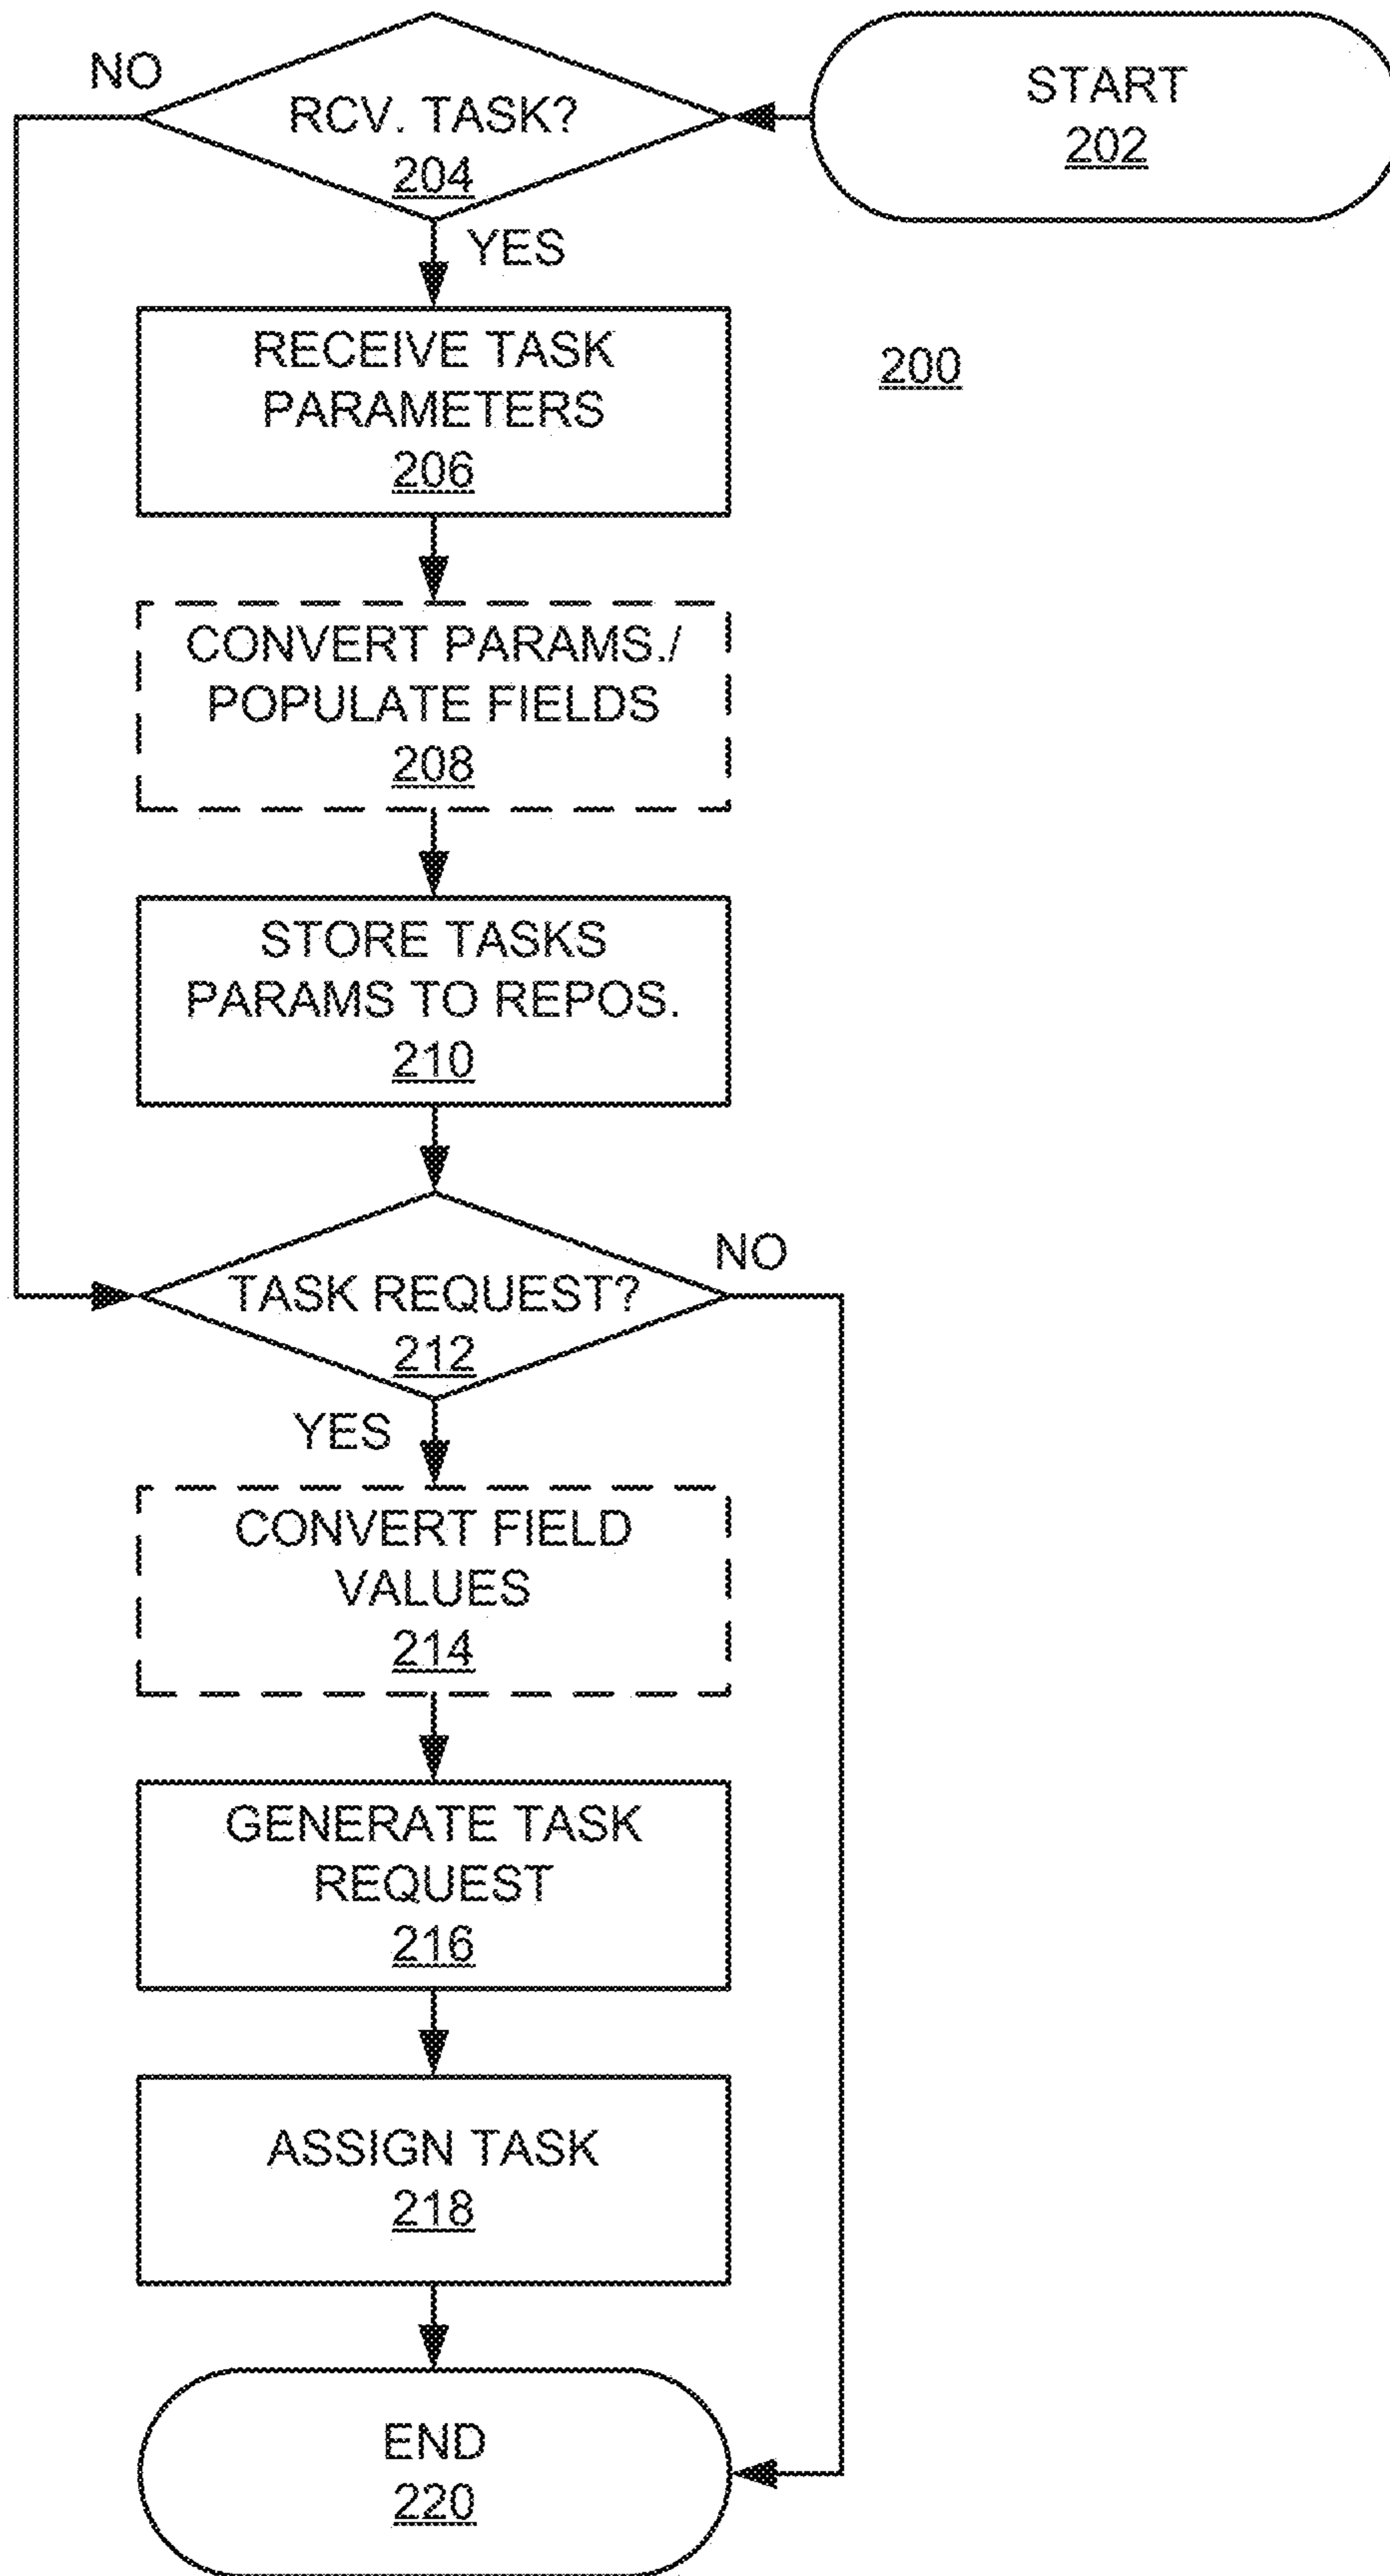 START
202
NO
RCV. TASK?
204
YES
RECEIVE TASK
PARAMETERS
206
200
CONVERT PARAMS./
POPULATE FIELDS
208
STORE TASKS
PARAMS TO REPOS.
210
TASK REQUEST?
212
NO
YES
CONVERT FIELD
VALUES
214
GENERATE TASK
REQUEST
216
ASSIGN TASK
218
END
220